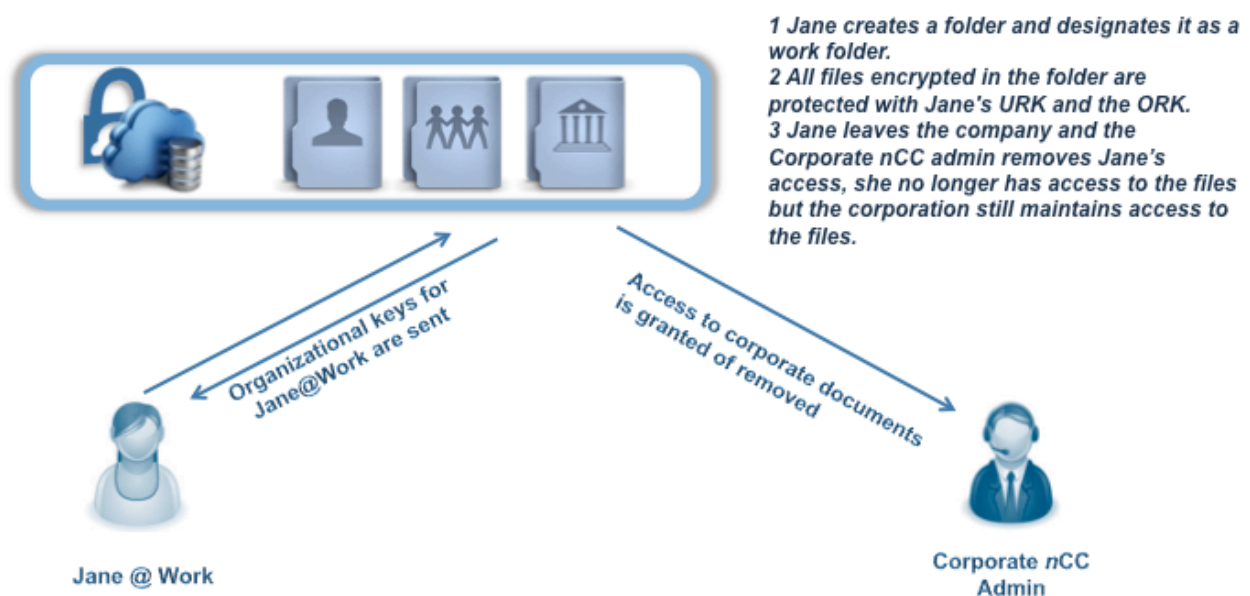 1 Jane creates a folder and designates it as a
work folder.
2 All files encrypted in the folder are
protected with Jane's URK and the ORK.
3 Jane leaves the company and the
Corporate nCC admin removes Jane's
access, she no longer has access to the files
but the corporation still maintains access to
the files.
Organizational keys for
Jane@Work are sent
Access to corporate documents
is granted of removed
Jane @ Work
Corporate nCC
Admin